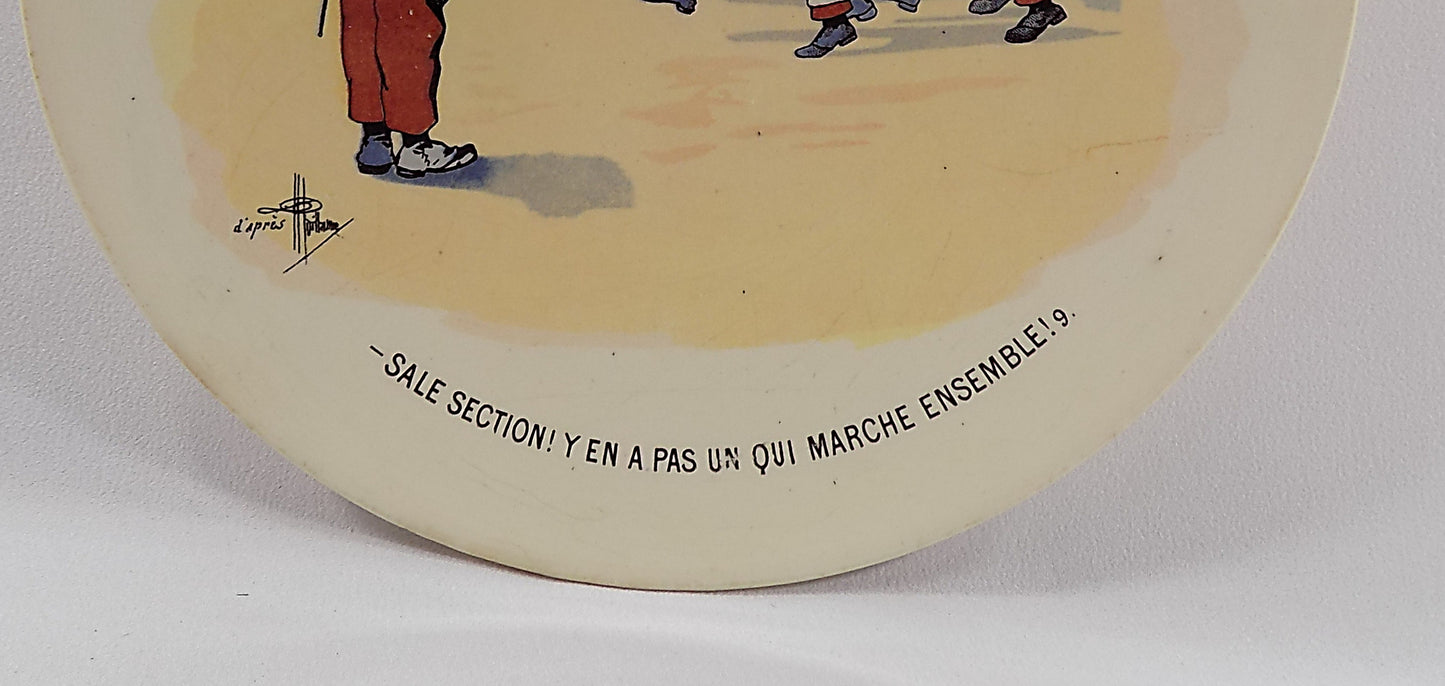 d'après
—SALE SECTION! Y EN A PAS UN QUI MARCHE ENSEMBLE! 9.